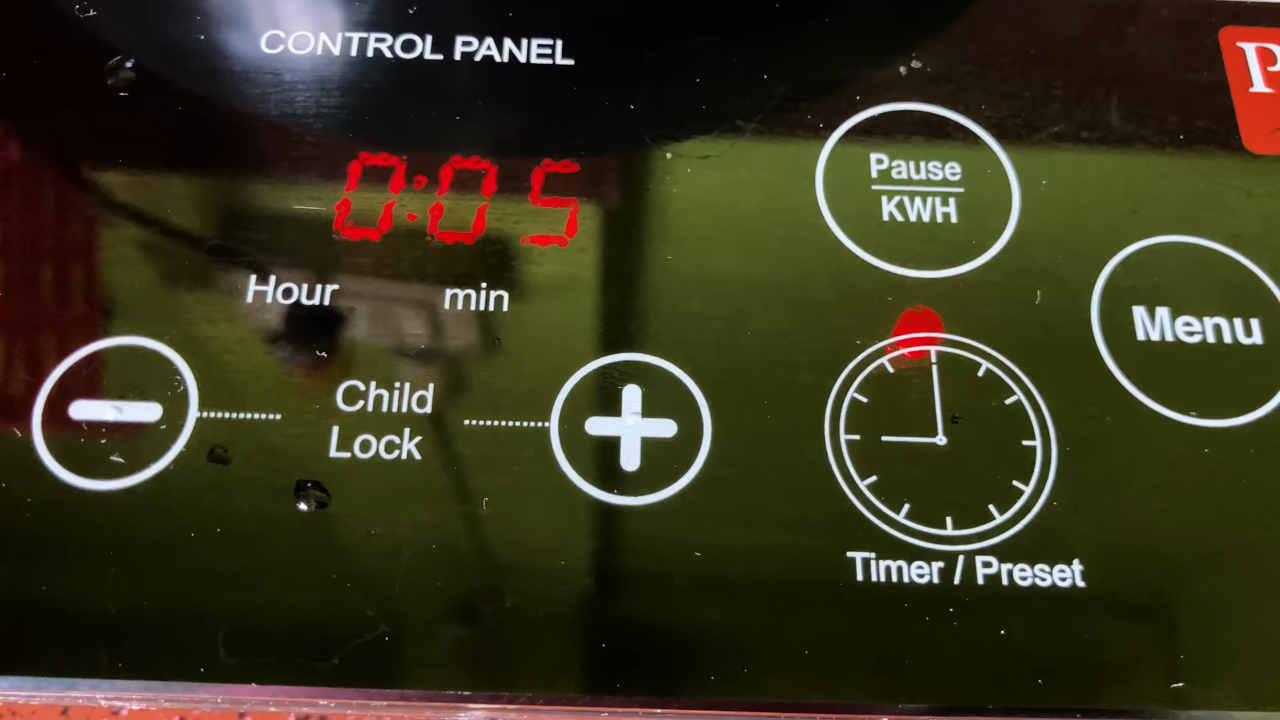 CONTROL PANEL
P
0:05
Pause
KWH
Hour min
Menu
Child
Lock
Timer / Preset